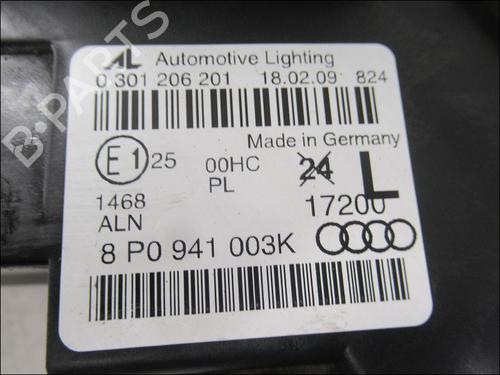 AL Automotive Lighting
0 301 206 201 18.02.09 824
Made in Germany
E1 25 00HC 24 L
PL
1468 17200
ALN
8 P0 941 003K
B-PARTS